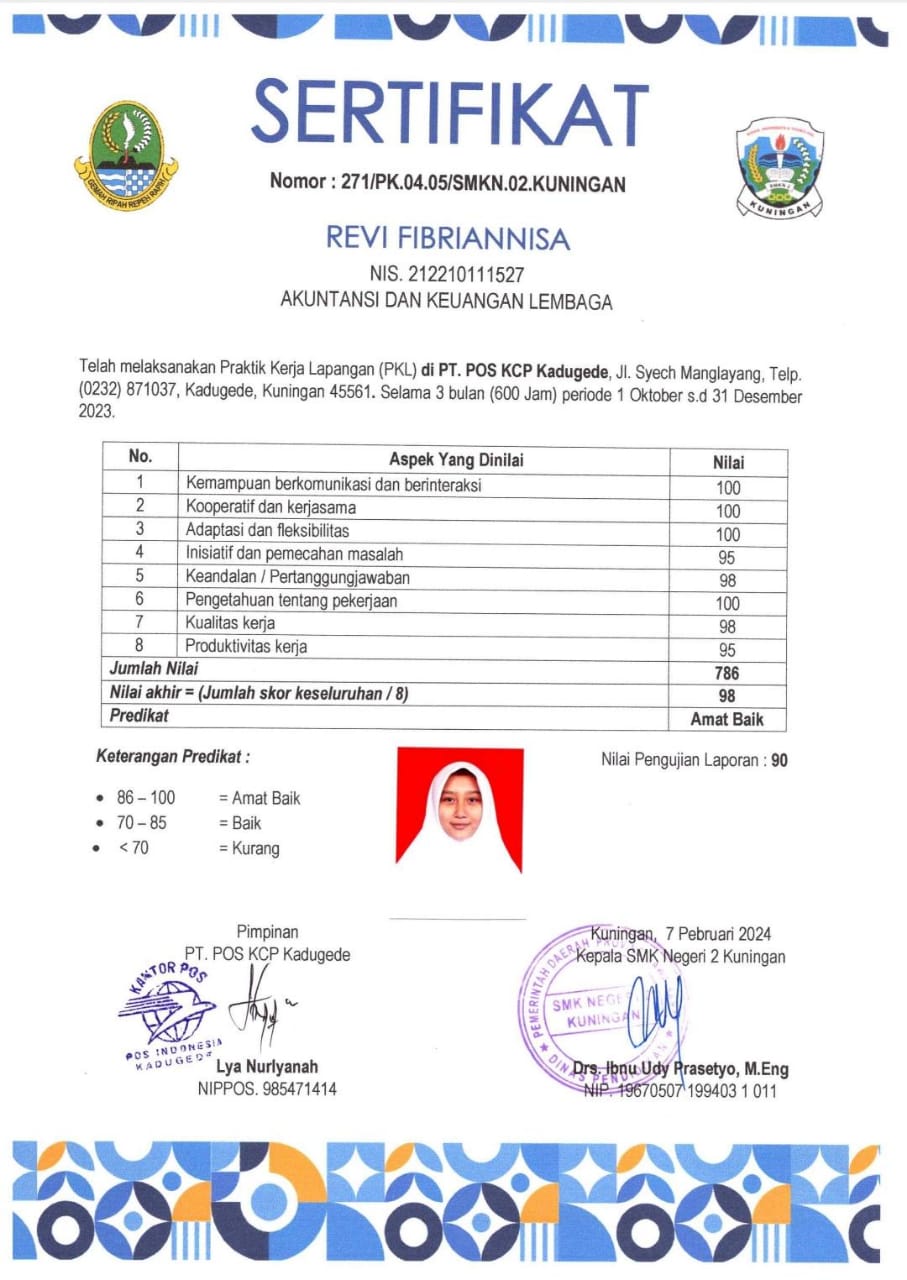 SERTIFIKAT
GEMAH RIPAH REPEH RAPIH
SMKN 2
KUNINGAN
Nomor : 271/PK.04.05/SMKN.02.KUNINGAN
REVI FIBRIANNISA
NIS. 212210111527
AKUNTANSI DAN KEUANGAN LEMBAGA
Telah melaksanakan Praktik Kerja Lapangan (PKL) di PT. POS KCP Kadugede, Jl. Syech Manglayang, Telp.
(0232) 871037, Kadugede, Kuningan 45561. Selama 3 bulan (600 Jam) periode 1 Oktober s.d 31 Desember
2023.
No. Aspek Yang Dinilai Nilai
1 Kemampuan berkomunikasi dan berinteraksi 100
2 Kooperatif dan kerjasama 100
3 Adaptasi dan fleksibilitas 100
4 Inisiatif dan pemecahan masalah 95
5 Keandalan / Pertanggungjawaban 98
6 Pengetahuan tentang pekerjaan 100
7 Kualitas kerja 98
8 Produktivitas kerja 95
Jumlah Nilai 786
Nilai akhir = (Jumlah skor keseluruhan / 8) 98
Predikat Amat Baik
Keterangan Predikat :
Nilai Pengujian Laporan : 90
• 86 – 100 = Amat Baik
• 70 – 85 = Baik
• < 70 = Kurang
Pimpinan
PT. POS KCP Kadugede
KANTOR POS
POS INDONESIA
KADUGEDE
Lya Nurlyanah
NIPPOS. 985471414
Kuningan, 7 Pebruari 2024
Kepala SMK Negeri 2 Kuningan
PEMERINTAH DAERAH
SMK NEGERI
KUNINGAN
DINAS PENDIDIKAN
Drs. Ibnu Udy Prasetyo, M.Eng
NIP. 19670507 199403 1 011